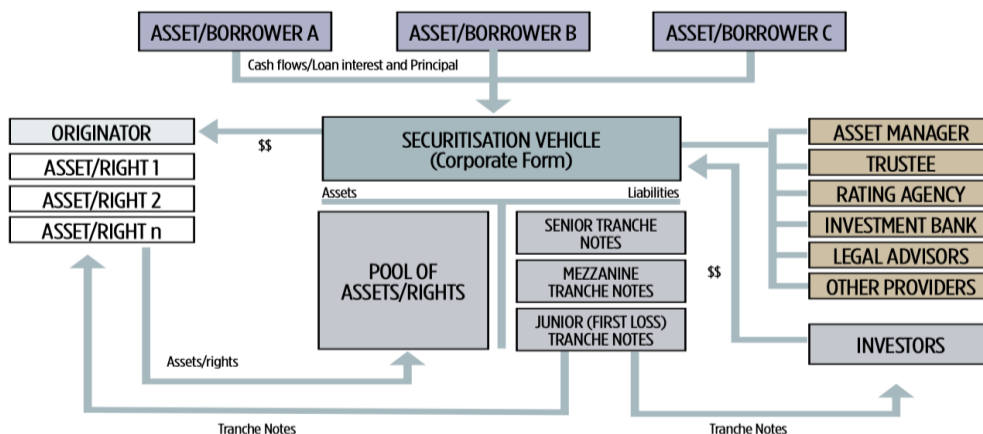 ASSET/BORROWER A
ASSET/BORROWER B
ASSET/BORROWER C
Cash flows/Loan interest and Principal
ORIGINATOR
ASSET/RIGHT 1
ASSET/RIGHT 2
ASSET/RIGHT n
$$
SECURITISATION VEHICLE
(Corporate Form)
Assets
Liabilities
POOL OF
ASSETS/RIGHTS
SENIOR TRANCHE
NOTES
MEZZANINE
TRANCHE NOTES
JUNIOR (FIRST LOSS)
TRANCHE NOTES
$$
ASSET MANAGER
TRUSTEE
RATING AGENCY
INVESTMENT BANK
LEGAL ADVISORS
OTHER PROVIDERS
INVESTORS
Assets/rights
Tranche Notes
Tranche Notes